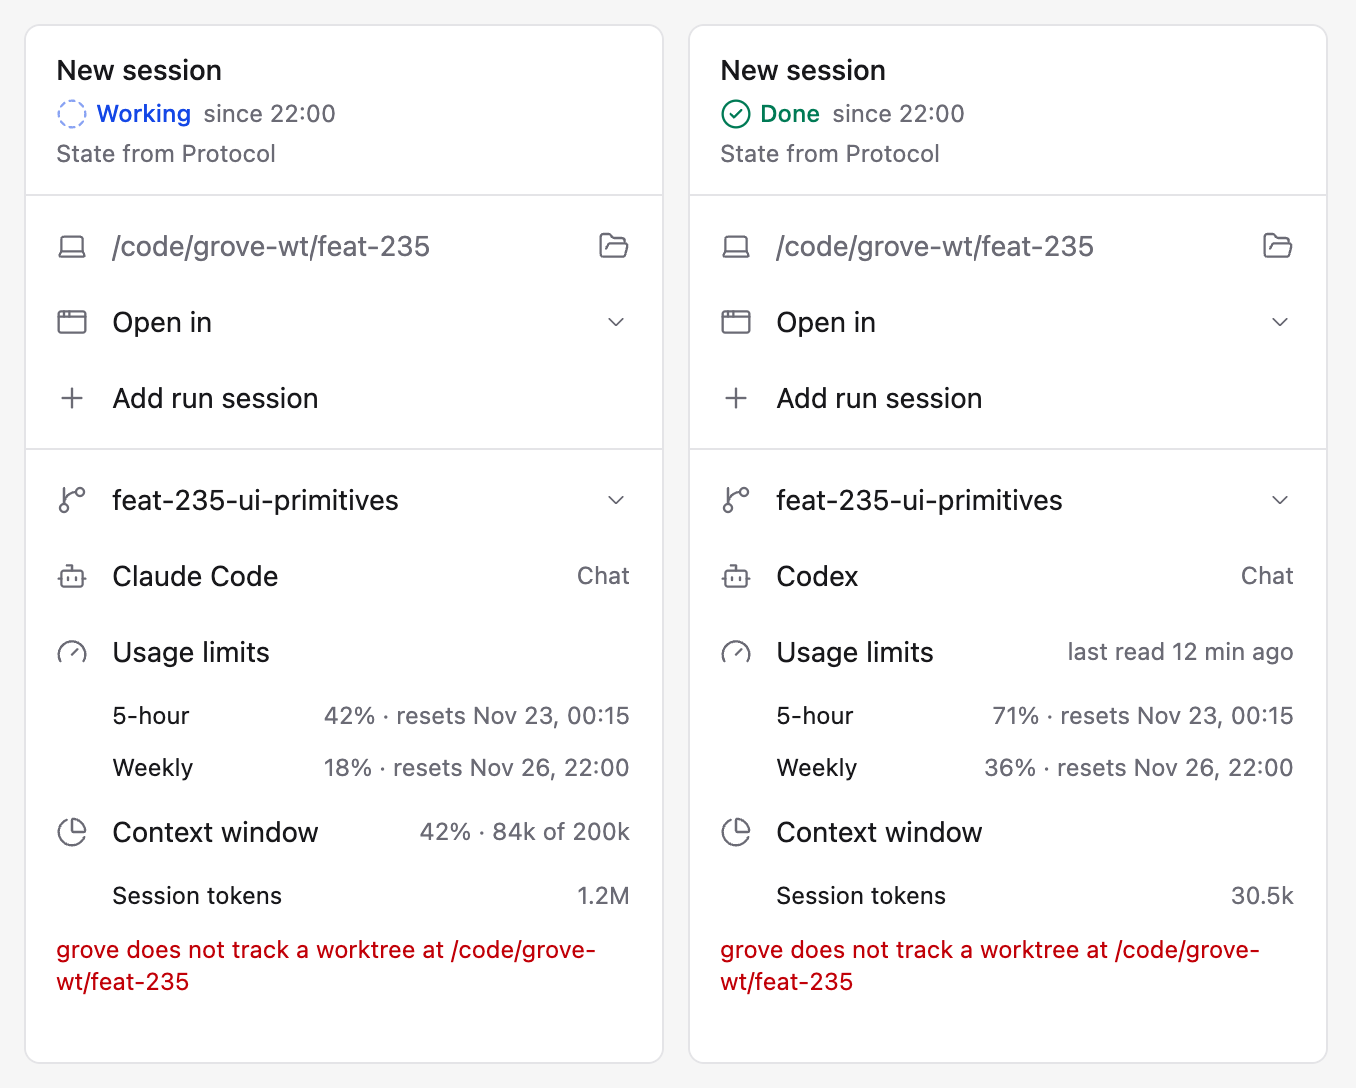 New session
Working since 22:00
State from Protocol
/code/grove-wt/feat-235
Open in
Add run session
feat-235-ui-primitives
Claude Code Chat
Usage limits
5-hour 42% · resets Nov 23, 00:15
Weekly 18% · resets Nov 26, 22:00
Context window 42% · 84k of 200k
Session tokens 1.2M
grove does not track a worktree at /code/grove-
wt/feat-235
New session
Done since 22:00
State from Protocol
/code/grove-wt/feat-235
Open in
Add run session
feat-235-ui-primitives
Codex Chat
Usage limits last read 12 min ago
5-hour 71% · resets Nov 23, 00:15
Weekly 36% · resets Nov 26, 22:00
Context window
Session tokens 30.5k
grove does not track a worktree at /code/grove-
wt/feat-235